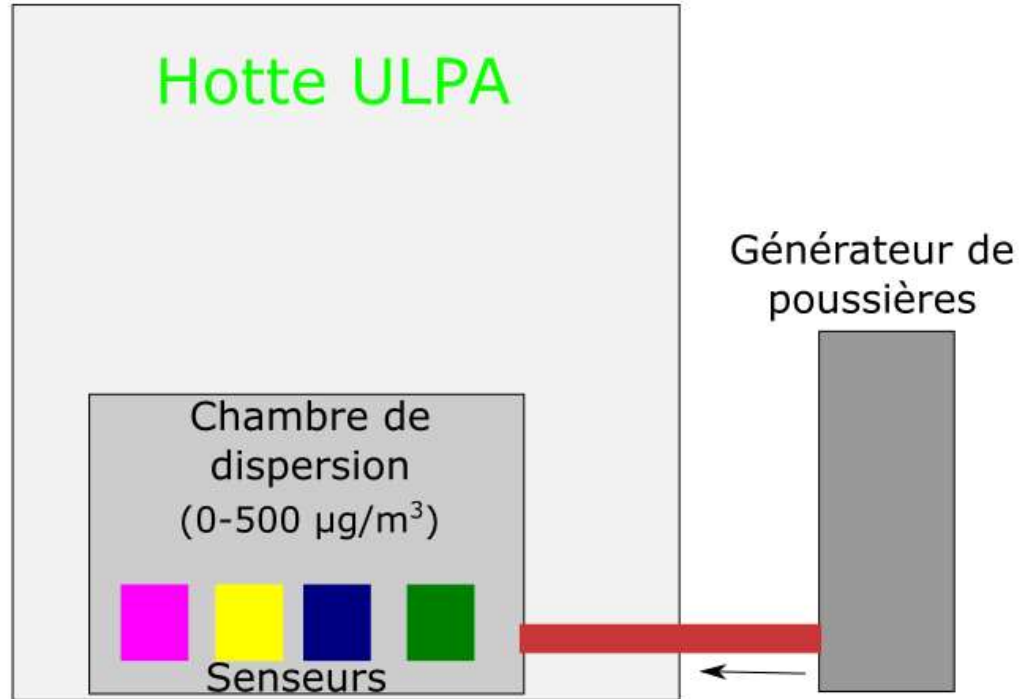 Hotte ULPA
Générateur de
poussières
Chambre de
dispersion
(0-500 µg/m³)
Senseurs